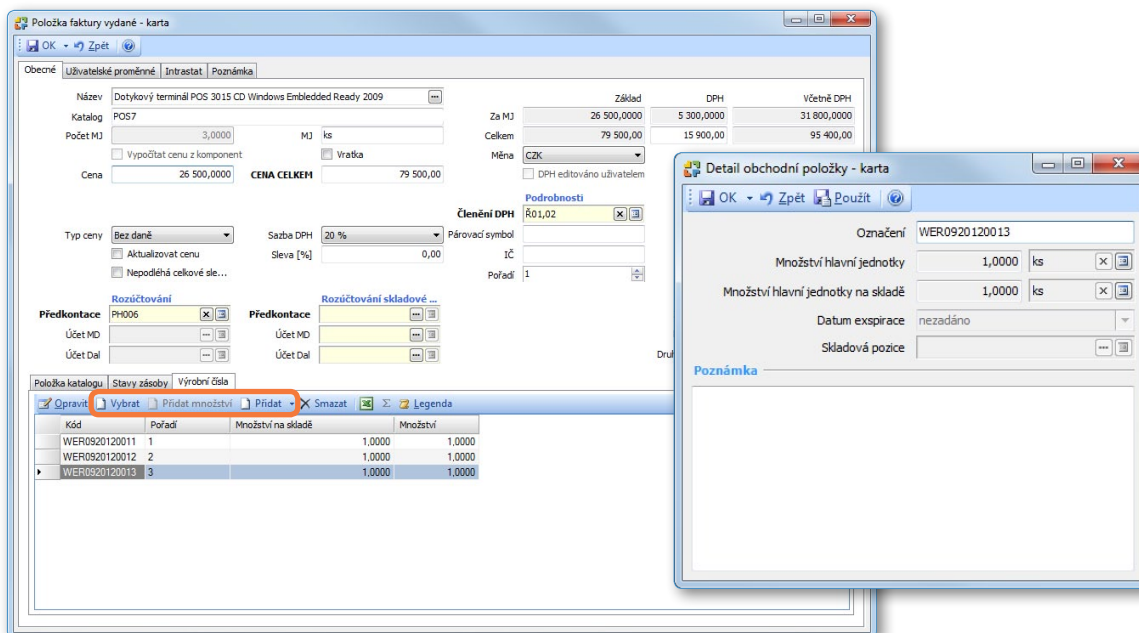 Položka faktury vydané - karta
OK Zpět
Obecné Uživatelské proměnné Intrastat Poznámka
Název Dotykový terminál POS 3015 CD Windows Embledded Ready 2009
Základ DPH Včetně DPH
Katalog POS7 Za MJ 26 500,0000 5 300,0000 31 800,0000
Počet MJ 3,0000 MJ ks Celkem 79 500,00 15 900,00 95 400,00
Vypočítat cenu z komponent Vratka Měna CZK
Cena 26 500,0000 CENA CELKEM 79 500,00 DPH editováno uživatelem
Podrobnosti
Členění DPH Ř01,02
Typ ceny Bez daně Sazba DPH 20 % Párovací symbol
Aktualizovat cenu Sleva [%] 0,00 IČ
Nepodléhá celkové sle... Pořadí 1
Rozúčtování Rozúčtování skladové ...
Předkontace PH006 Předkontace
Účet MD Účet MD
Účet Dal Účet Dal Druh
Položka katalogu Stavy zásoby Výrobní čísla
Opravit Vybrat Přidat množství Přidat Smazat Σ Legenda
Kód Pořadí Množství na skladě Množství
WER0920120011 1 1,0000 1,0000
WER0920120012 2 1,0000 1,0000
WER0920120013 3 1,0000 1,0000
Detail obchodní položky - karta
OK Zpět Použít
Označení WER0920120013
Množství hlavní jednotky 1,0000 ks
Množství hlavní jednotky na skladě 1,0000 ks
Datum exspirace nezadáno
Skladová pozice
Poznámka